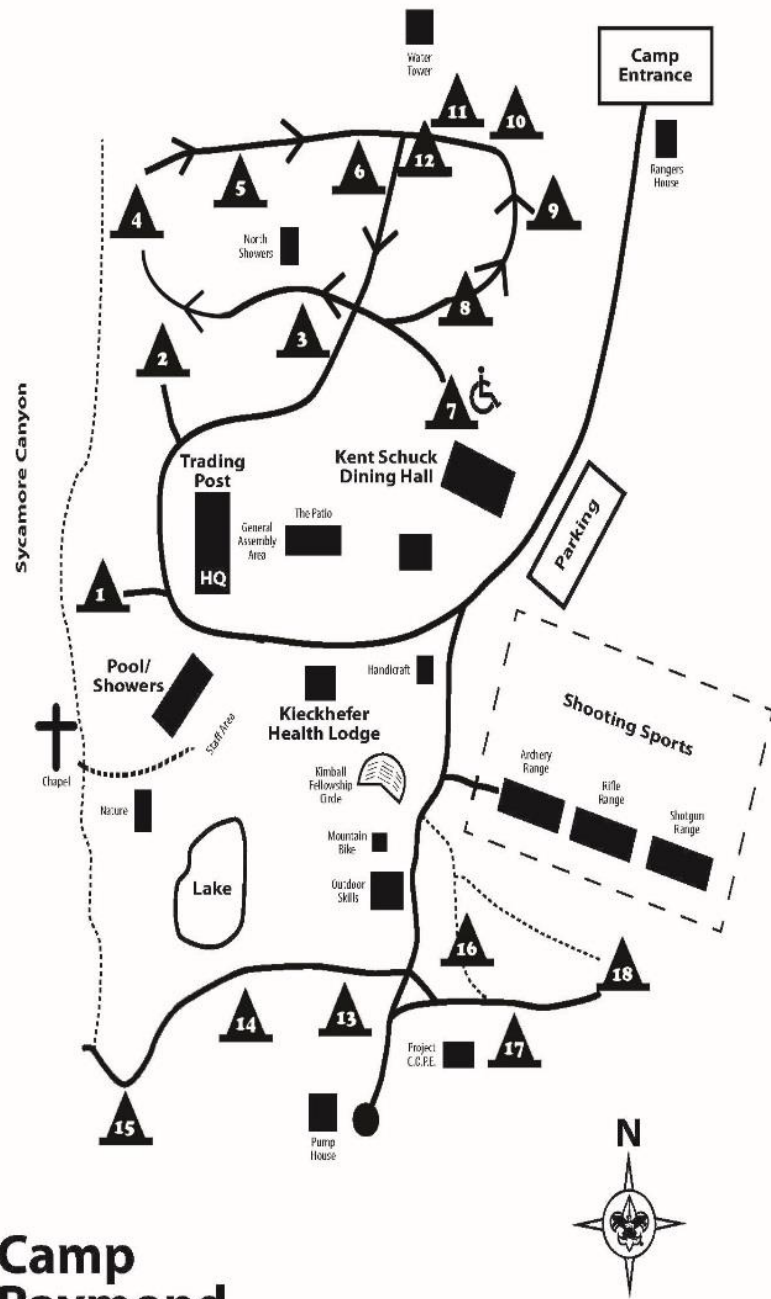 Water
Tower
Camp
Entrance
Rangers
House
11
10
12
5
6
9
4
North
Showers
8
3
2
7
Sycamore Canyon
Trading
Post
Kent Schuck
Dining Hall
The Patio
General
Assembly
Area
HQ
Parking
1
Pool/
Showers
Handicraft
Kieckhefer
Health Lodge
Shooting Sports
Staff Area
Chapel
Kimball
Fellowship
Circle
Archery
Range
Rifle
Range
Shotgun
Range
Nature
Mountain
Bike
Lake
Outdoor
Skills
16
18
14
13
17
Project
C.O.P.E.
15
Pump
House
N
Camp
Raymond